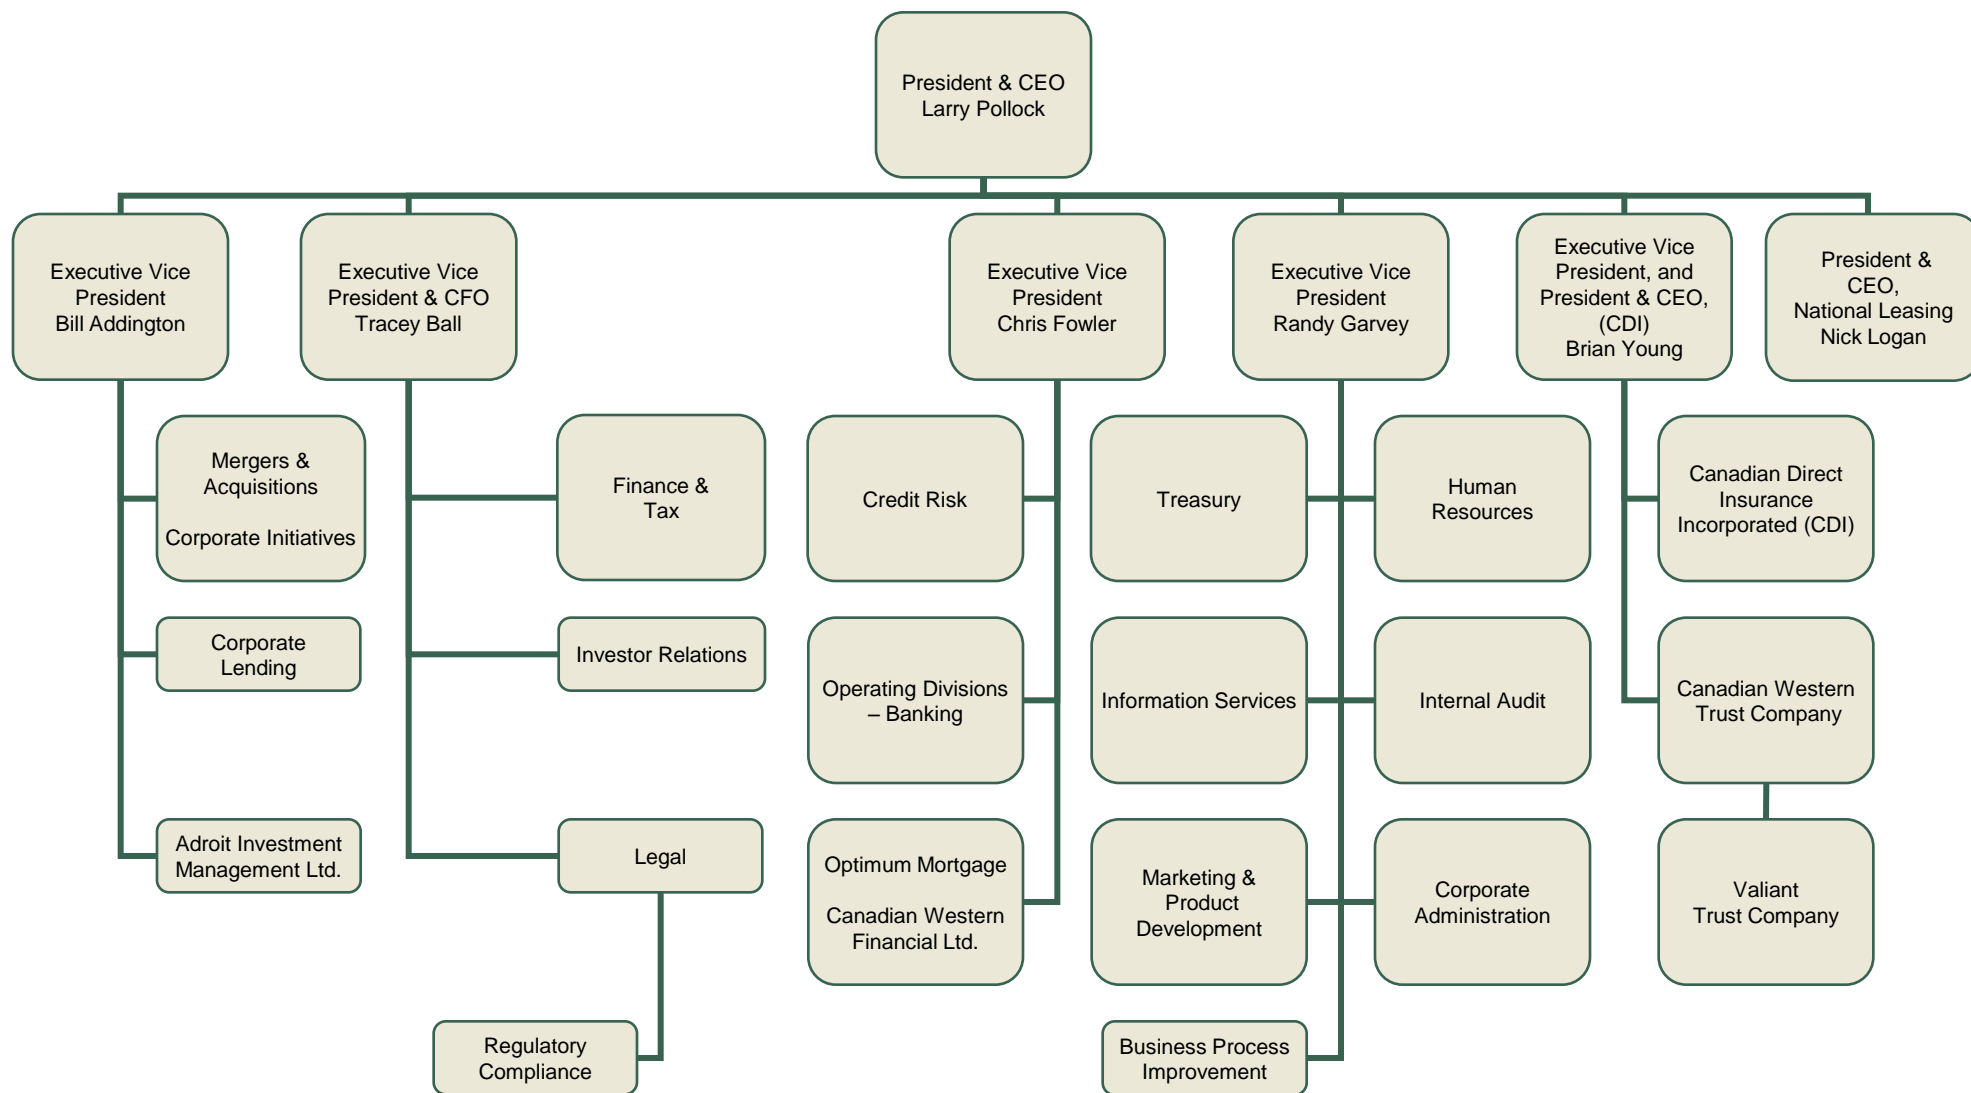 President & CEO
Larry Pollock
Executive Vice
President
Bill Addington
Executive Vice
President & CFO
Tracey Ball
Executive Vice
President
Chris Fowler
Executive Vice
President
Randy Garvey
Executive Vice
President, and
President & CEO,
(CDI)
Brian Young
President &
CEO,
National Leasing
Nick Logan
Mergers &
Acquisitions
Corporate Initiatives
Finance &
Tax
Credit Risk
Treasury
Human
Resources
Canadian Direct
Insurance
Incorporated (CDI)
Corporate
Lending
Investor Relations
Operating Divisions
– Banking
Information Services
Internal Audit
Canadian Western
Trust Company
Adroit Investment
Management Ltd.
Legal
Optimum Mortgage
Canadian Western
Financial Ltd.
Marketing &
Product
Development
Corporate
Administration
Valiant
Trust Company
Regulatory
Compliance
Business Process
Improvement